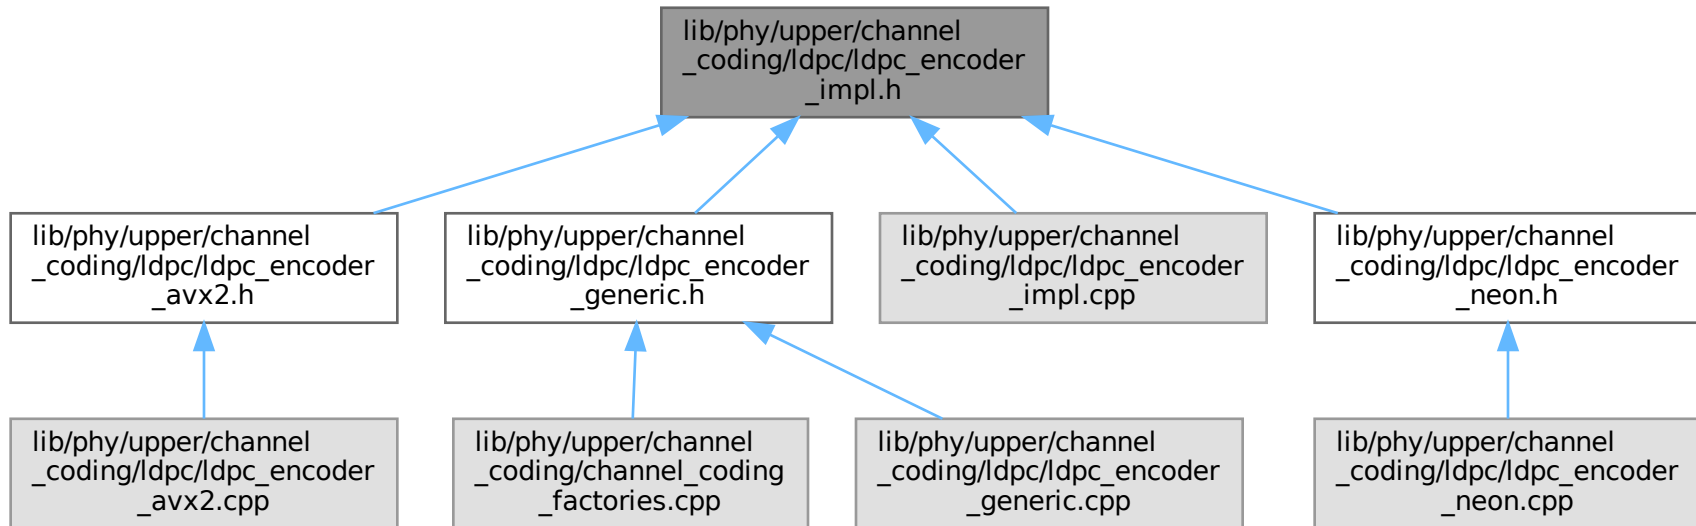 lib/phy/upper/channel
_coding/ldpc/ldpc_encoder
_impl.h
lib/phy/upper/channel
_coding/ldpc/ldpc_encoder
_avx2.h
lib/phy/upper/channel
_coding/ldpc/ldpc_encoder
_generic.h
lib/phy/upper/channel
_coding/ldpc/ldpc_encoder
_impl.cpp
lib/phy/upper/channel
_coding/ldpc/ldpc_encoder
_neon.h
lib/phy/upper/channel
_coding/ldpc/ldpc_encoder
_avx2.cpp
lib/phy/upper/channel
_coding/channel_coding
_factories.cpp
lib/phy/upper/channel
_coding/ldpc/ldpc_encoder
_generic.cpp
lib/phy/upper/channel
_coding/ldpc/ldpc_encoder
_neon.cpp